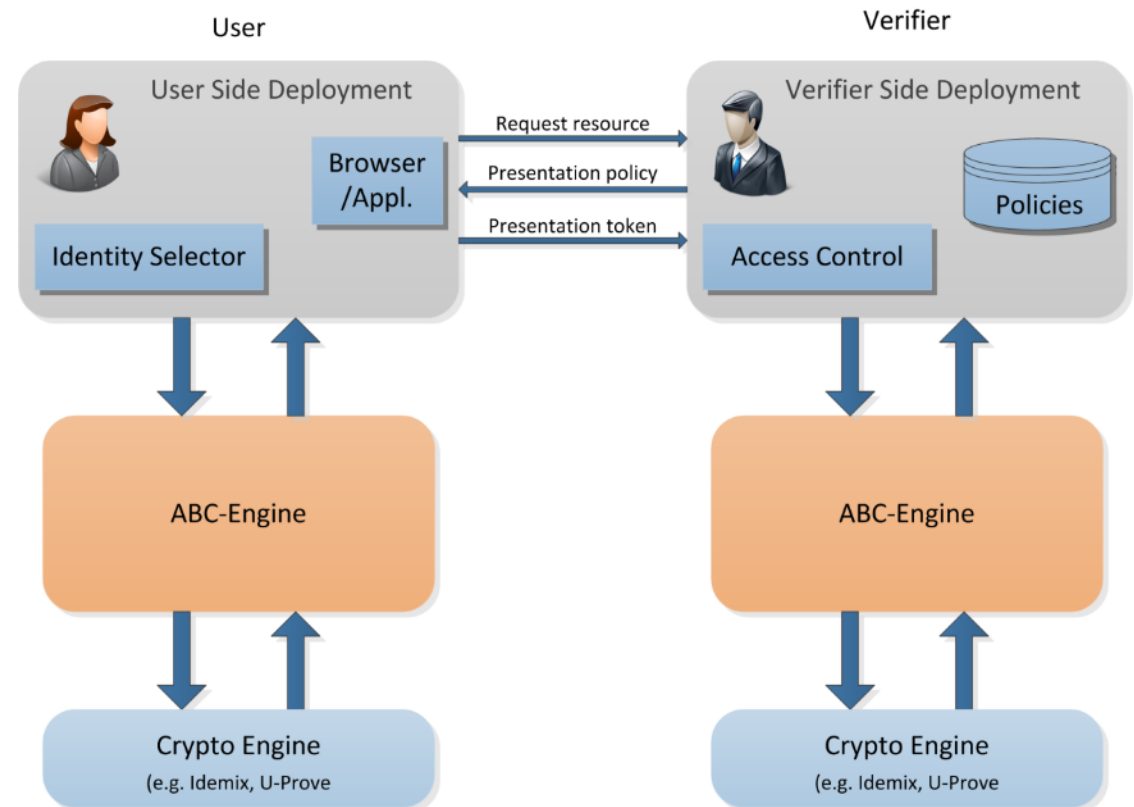 User
Verifier
User Side Deployment
Verifier Side Deployment
Request resource
Browser
/Appl.
Presentation policy
Policies
Presentation token
Identity Selector
Access Control
ABC-Engine
ABC-Engine
Crypto Engine
(e.g. Idemix, U-Prove
Crypto Engine
(e.g. Idemix, U-Prove